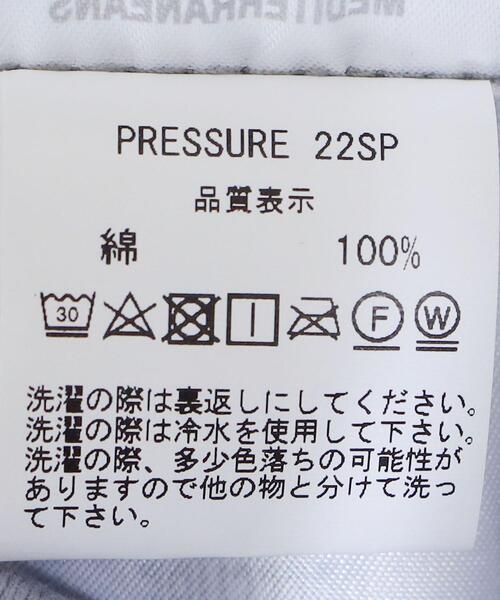 MEDITERRANEANS
PRESSURE 22SP
品質表示
綿 100%
30 F W
洗濯の際は裏返しにしてください。
洗濯の際は冷水を使用して下さい。
洗濯の際、多少色落ちの可能性が
ありますので他の物と分けて洗っ
て下さい。